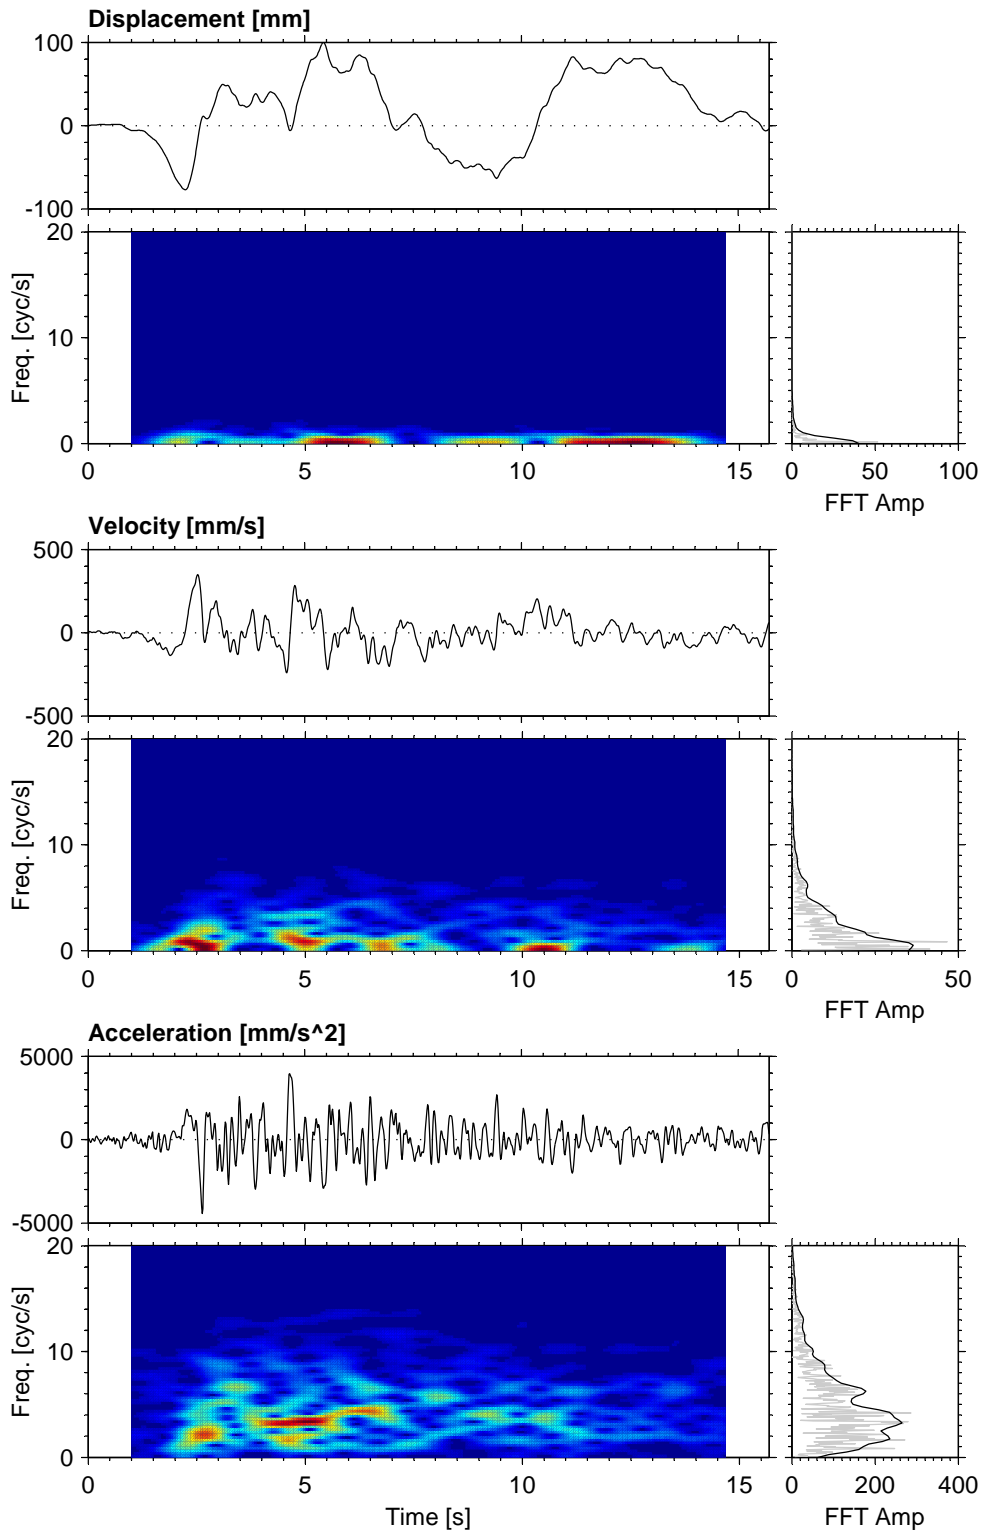 Displacement [mm]
100
0
-100
20
10
0
Freq. [cyc/s]
0 5 10 15
0 50 100
FFT Amp
Velocity [mm/s]
500
0
-500
20
10
0
Freq. [cyc/s]
0 5 10 15
0 50
FFT Amp
Acceleration [mm/s^2]
5000
0
-5000
20
10
0
Freq. [cyc/s]
0 5 10 15
0 200 400
Time [s]
FFT Amp